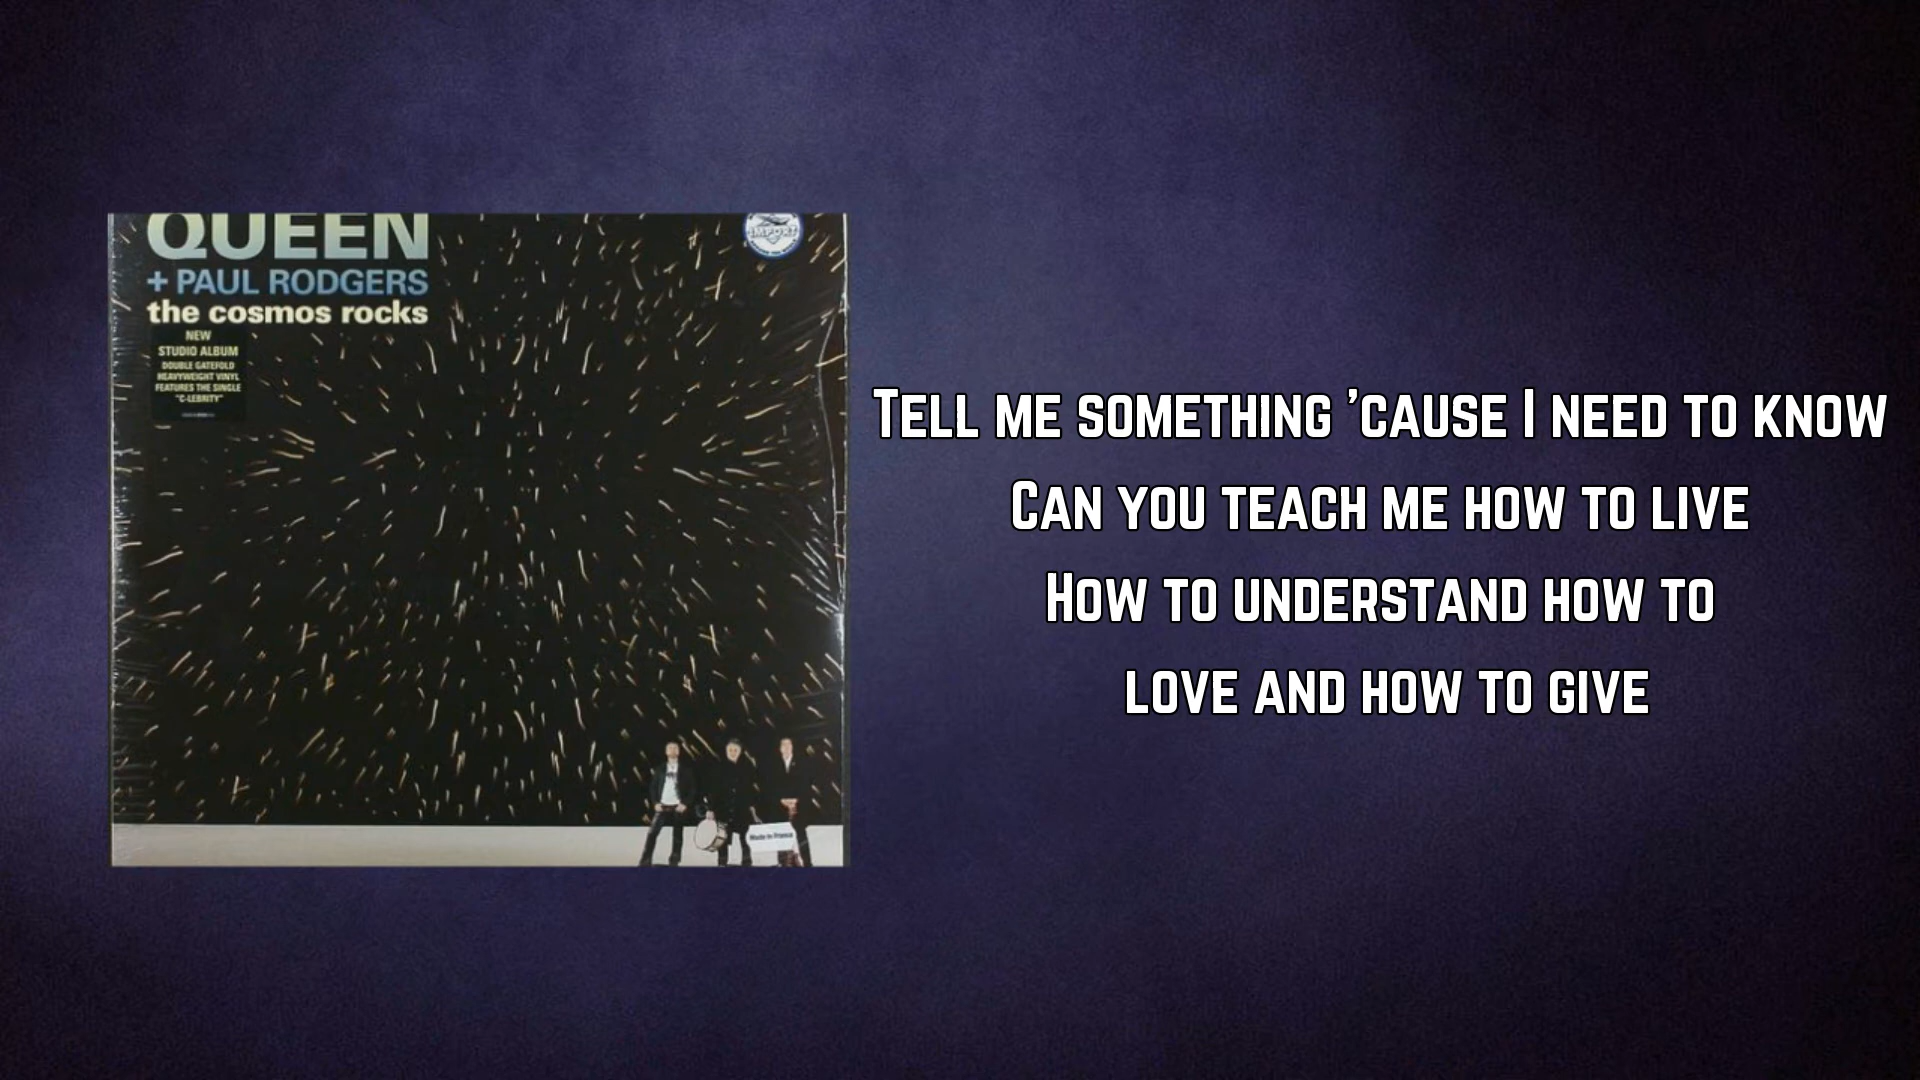 QUEEN
+ PAUL RODGERS
the cosmos rocks
NEW
STUDIO ALBUM
DOUBLE GATEFOLD
HEAVYWEIGHT VINYL
FEATURES THE SINGLE
"C-LEBRITY"
IMPORT
Made in France
Tell me something 'cause I need to know
Can you teach me how to live
How to understand how to
love and how to give